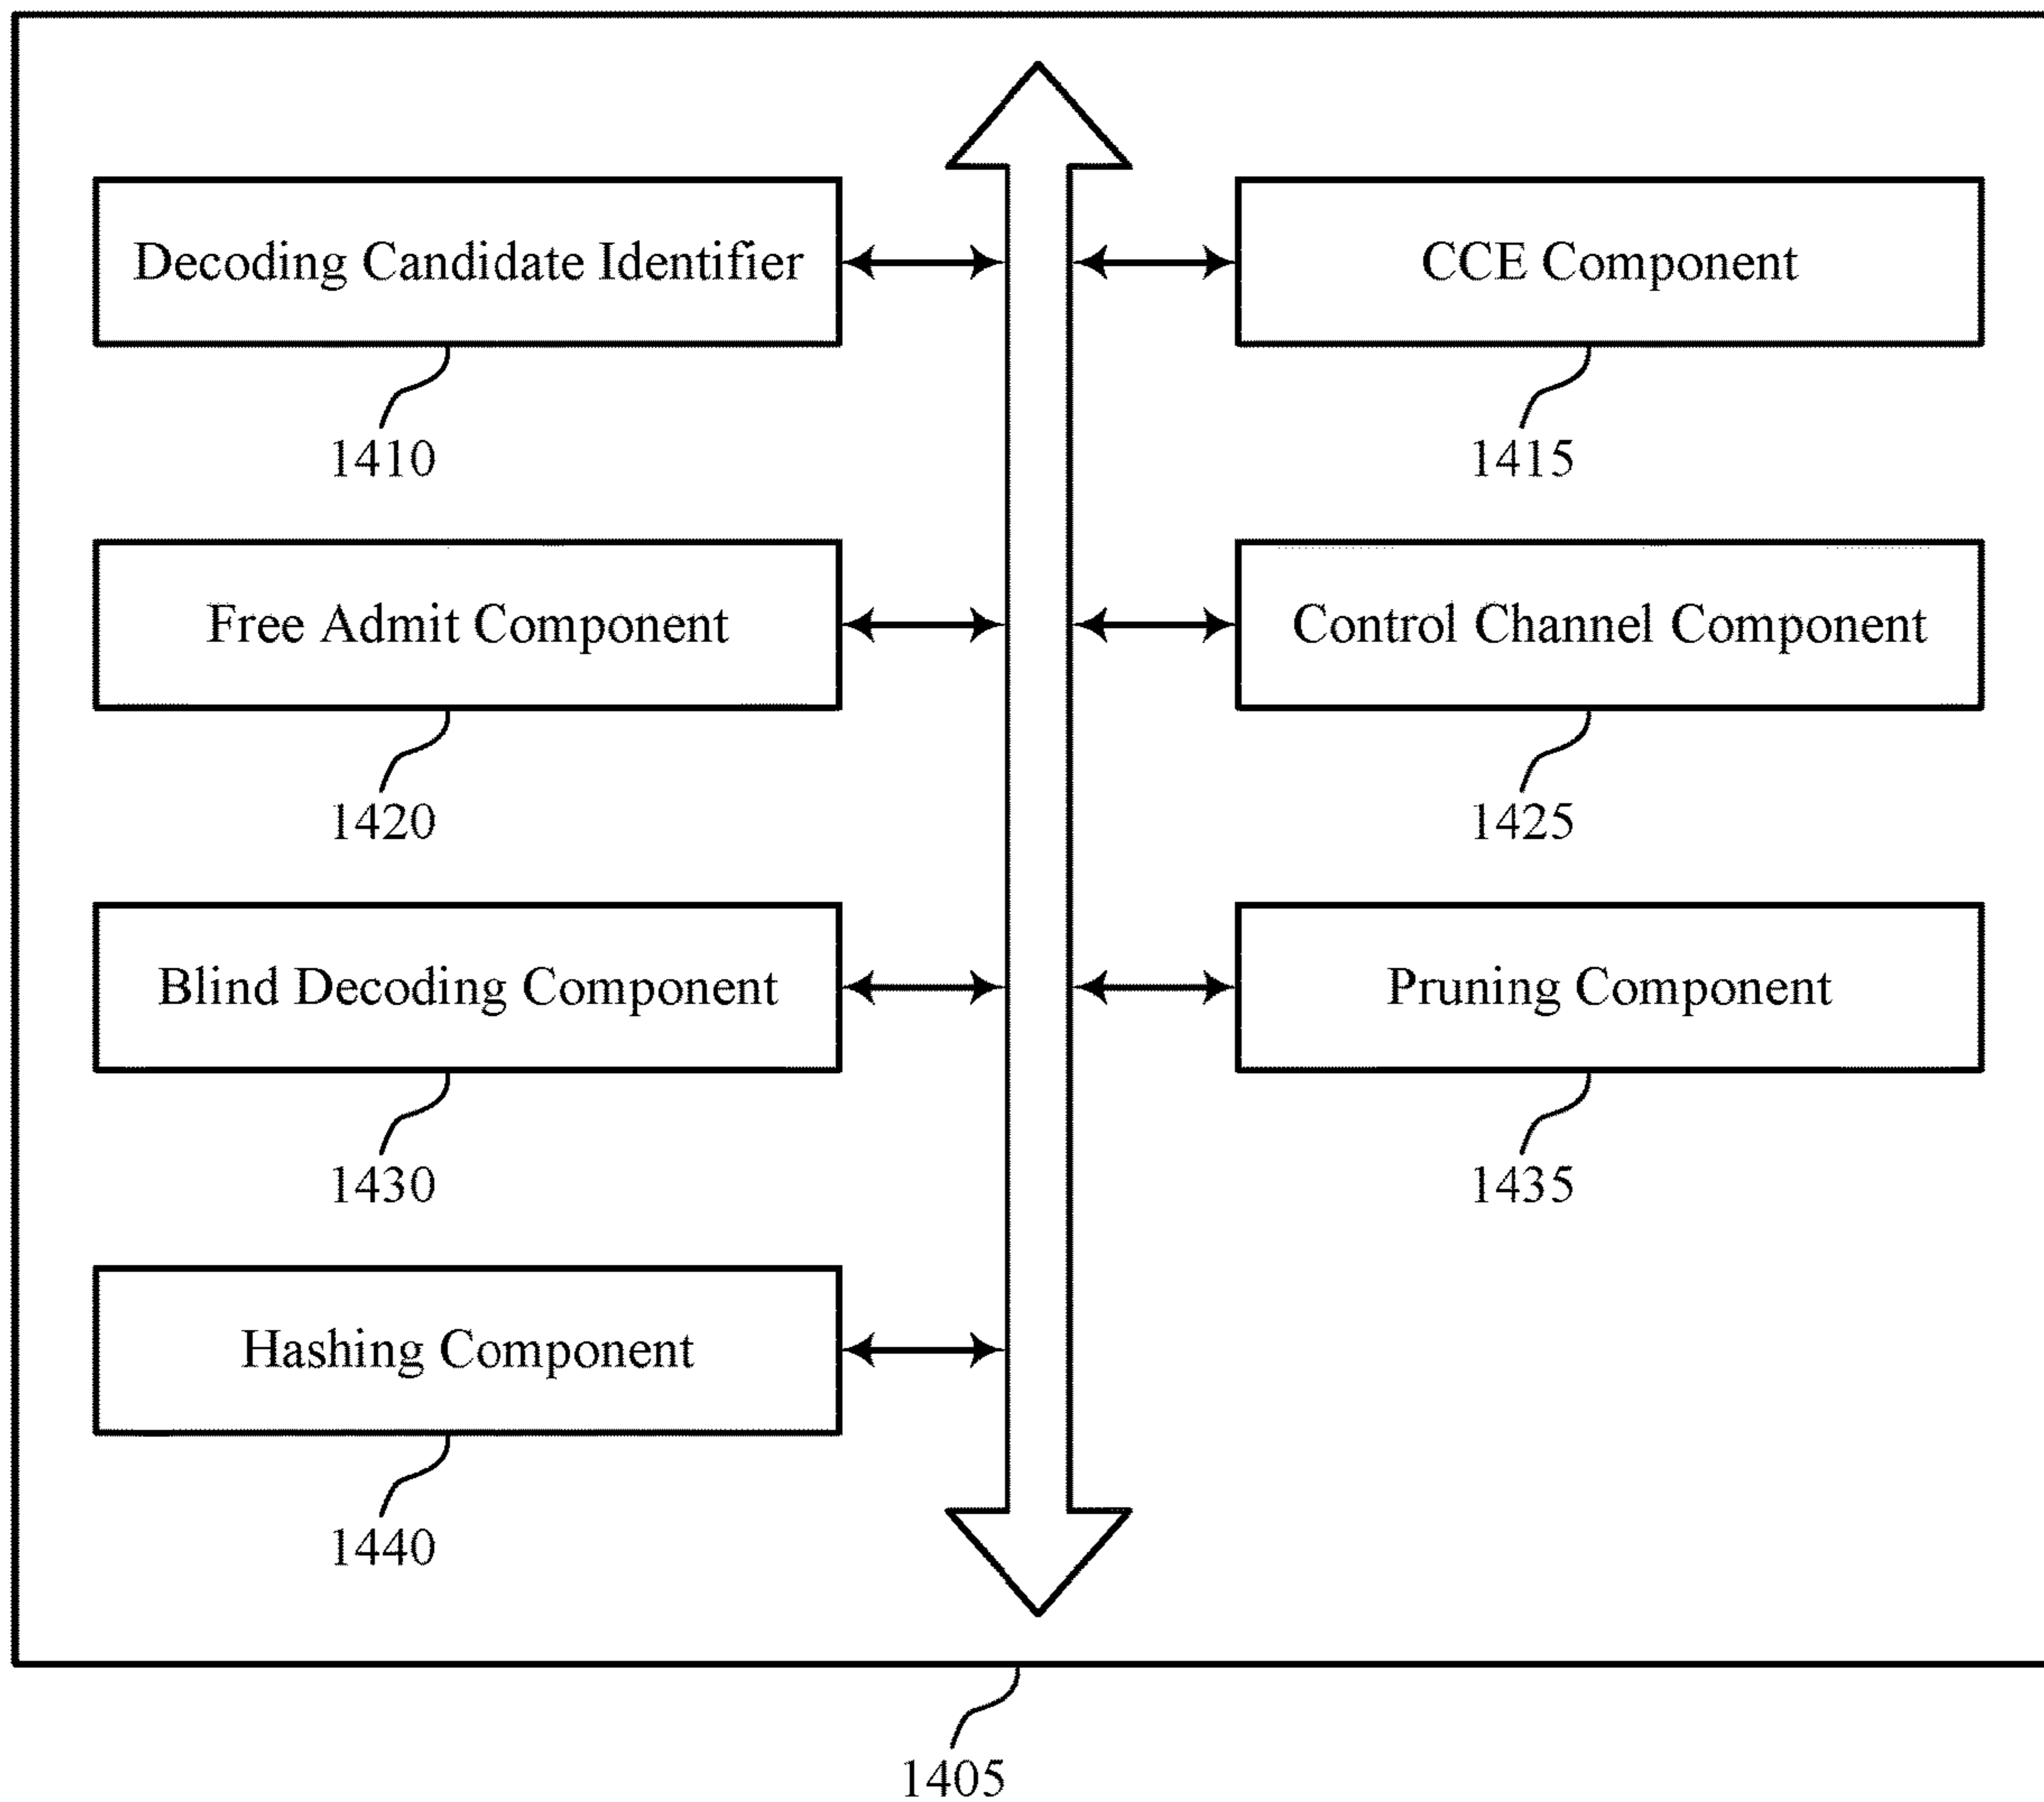 Decoding Candidate Identifier
CCE Component
1410
1415
Free Admit Component
Control Channel Component
1420
1425
Blind Decoding Component
Pruning Component
1430
1435
Hashing Component
1440
1405